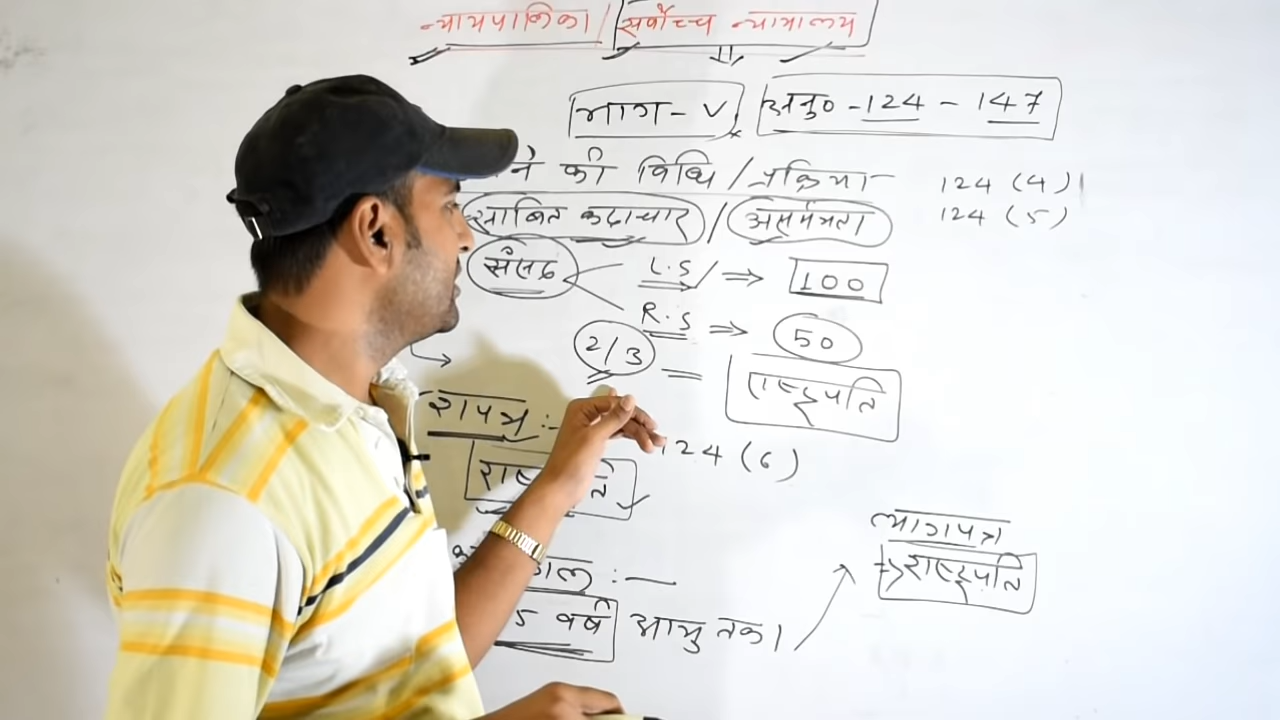 न्यायपालिका / सर्वोच्च न्यायालय
भाग - V, अनु० - 124 - 147
ने की विधि / प्रक्रिया 124 (4)
124 (5)
साबित कदाचार / असमर्थता
संसद L.S / ⇒ 100
R.S ⇒ 50
2/3 = राष्ट्रपति
शपथ :-
124 (6)
त्यागपत्र
⇒ राष्ट्रपति
:—
5 वर्ष आयु तक।